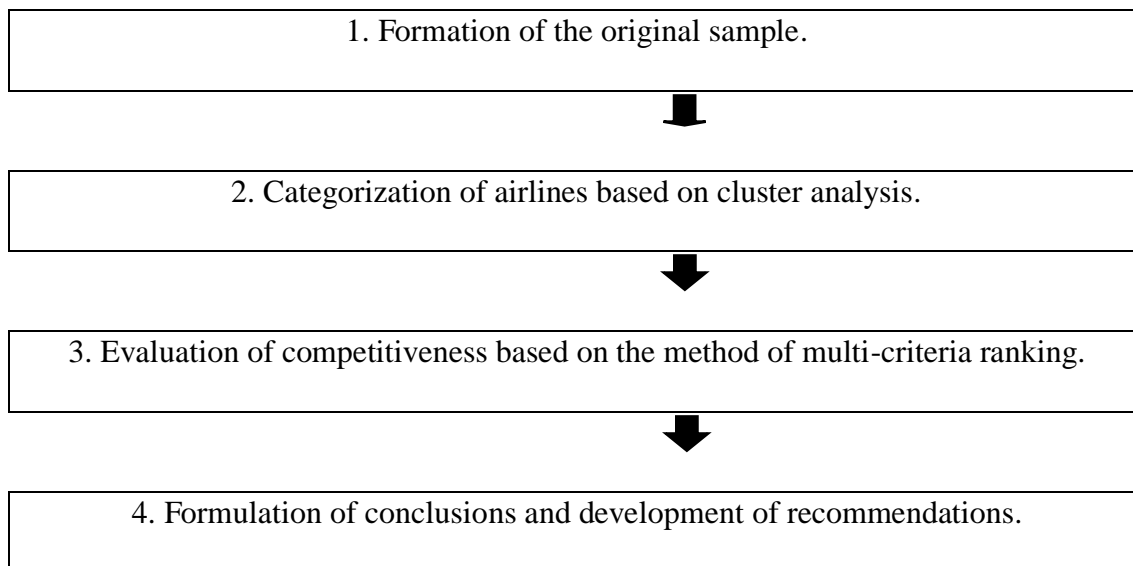 1. Formation of the original sample.
2. Categorization of airlines based on cluster analysis.
3. Evaluation of competitiveness based on the method of multi-criteria ranking.
4. Formulation of conclusions and development of recommendations.